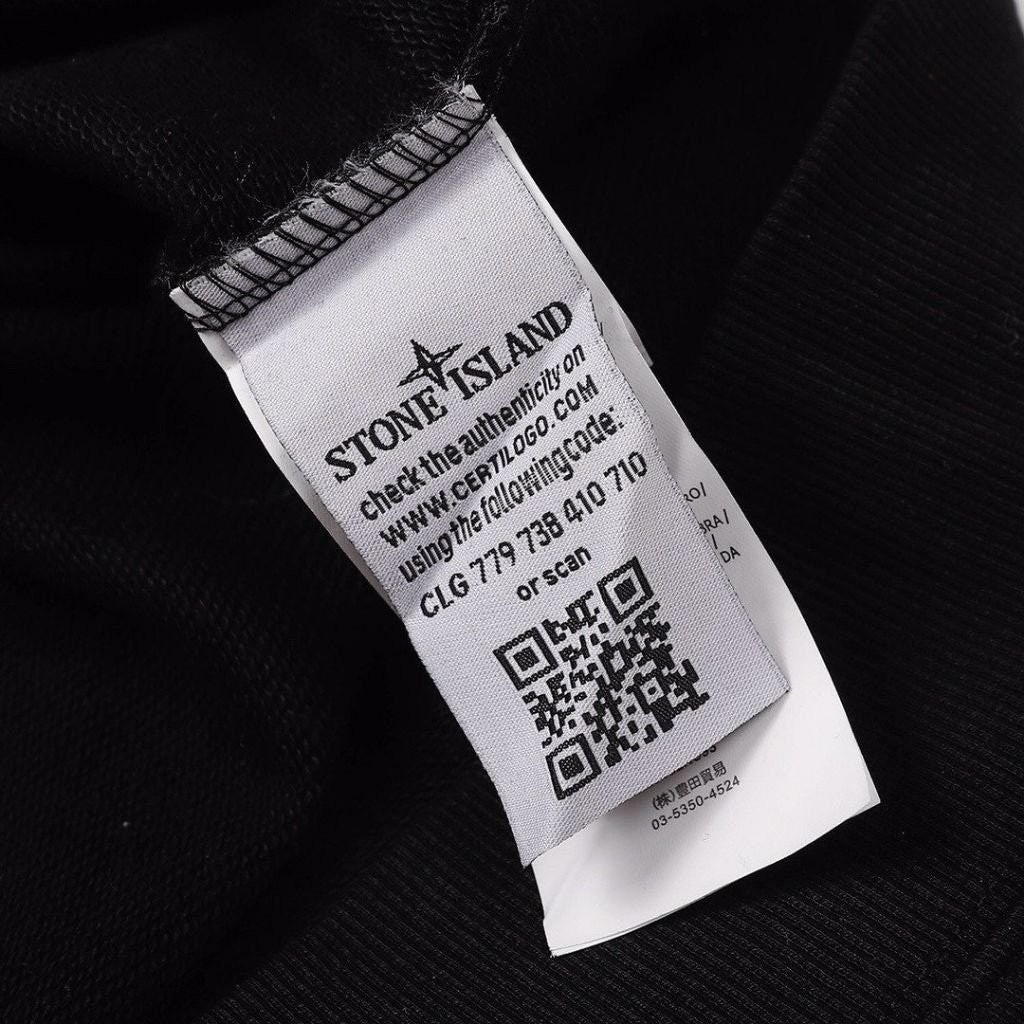 STONE ISLAND
check the authenticity on
WWW.CERTILOGO.COM
using the following code:
CLG 779 738 410 710
or scan
RO/
BRA/
/
DA
(株)豊田貿易
03-5350-4524